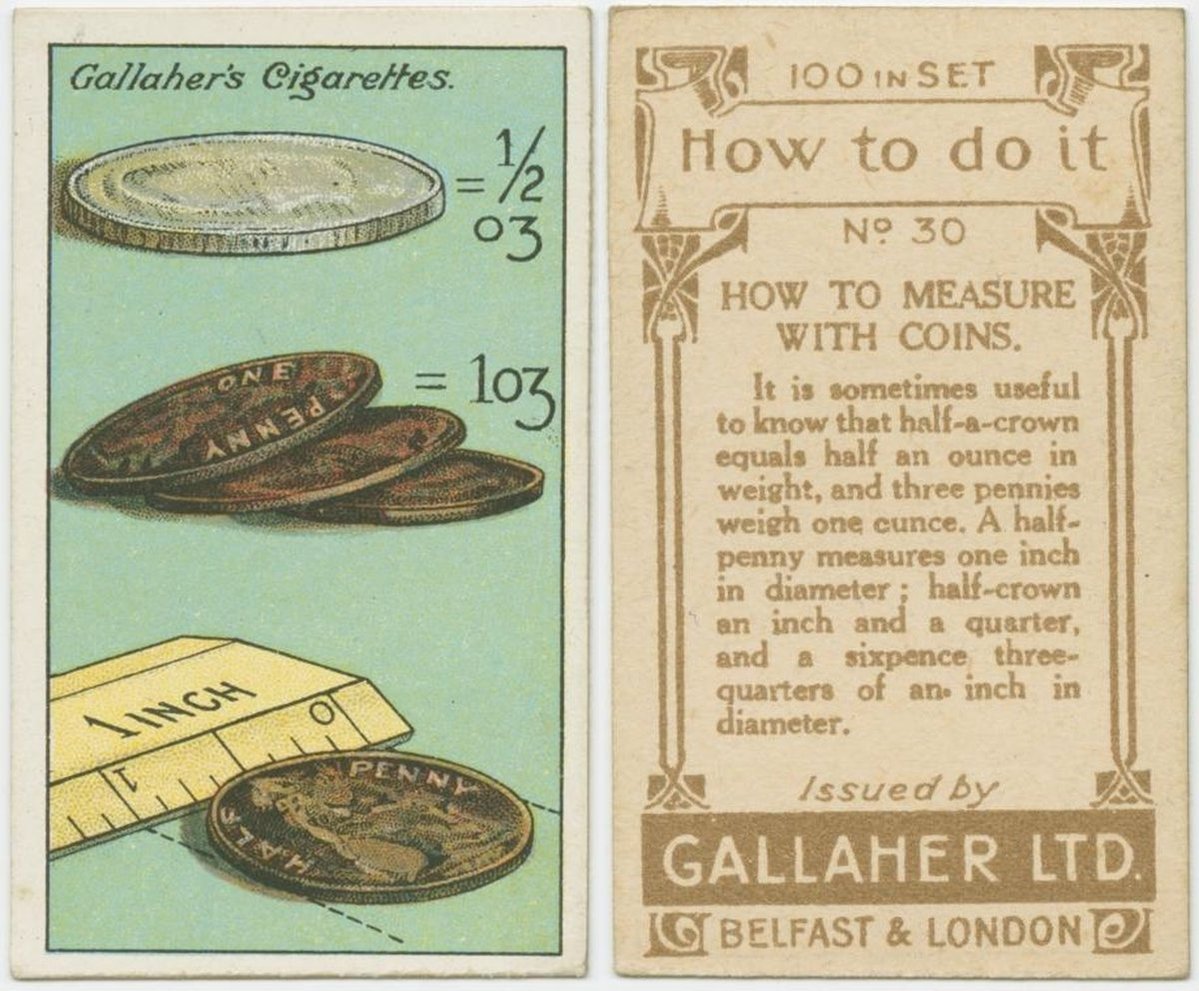 Gallaher's Cigarettes.
= 1/2
oz
ONE
PENNY
= 1oz
1 INCH
0
1
HALF
PENNY
100 IN SET
How to do it
No. 30
HOW TO MEASURE
WITH COINS.
It is sometimes useful
to know that half-a-crown
equals half an ounce in
weight, and three pennies
weigh one ounce. A half-
penny measures one inch
in diameter; half-crown
an inch and a quarter,
and a sixpence three-
quarters of an inch in
diameter.
Issued by
GALLAHER LTD.
BELFAST & LONDON